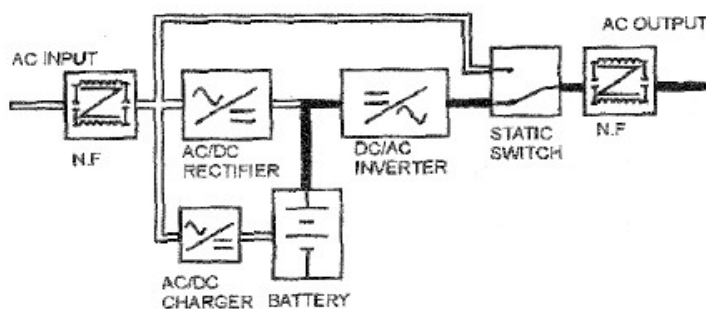 AC INPUT
N.F
AC/DC
RECTIFIER
AC/DC
CHARGER
BATTERY
DC/AC
INVERTER
STATIC
SWITCH
AC OUTPUT
N.F